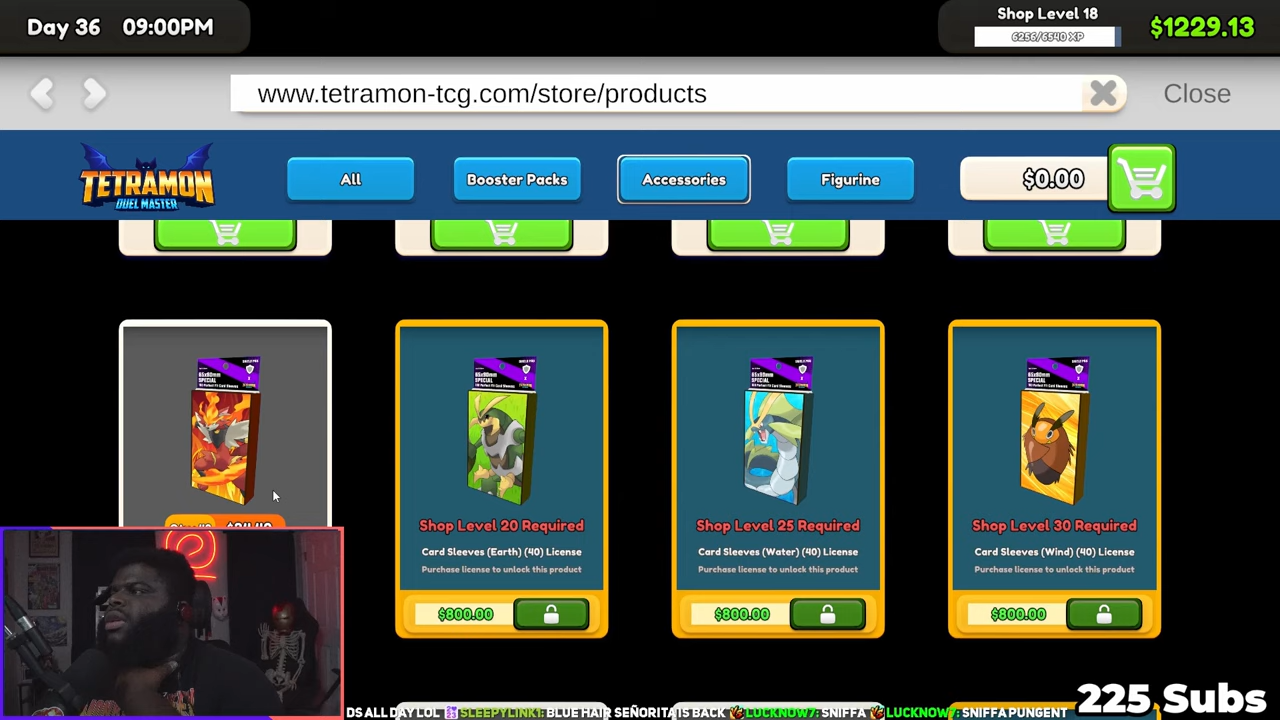 Day 36 09:00PM
Shop Level 18
6256/6540 XP
$1229.13
www.tetramon-tcg.com/store/products
Close
TETRAMON
DUEL MASTER
All
Booster Packs
Accessories
Figurine
$0.00
SPECIAL
SPECIAL
SPECIAL
SPECIAL
Shop Level 20 Required
Card Sleeves (Earth) (40) License
Purchase license to unlock this product
$800.00
Shop Level 25 Required
Card Sleeves (Water) (40) License
Purchase license to unlock this product
$800.00
Shop Level 30 Required
Card Sleeves (Wind) (40) License
Purchase license to unlock this product
$800.00
225 Subs
DS ALL DAY LOL SLEEPYLINK1: BLUE HAIR SEÑORITA IS BACK LUCKNOW7: SNIFFA LUCKNOW7: SNIFFA PUNGENT